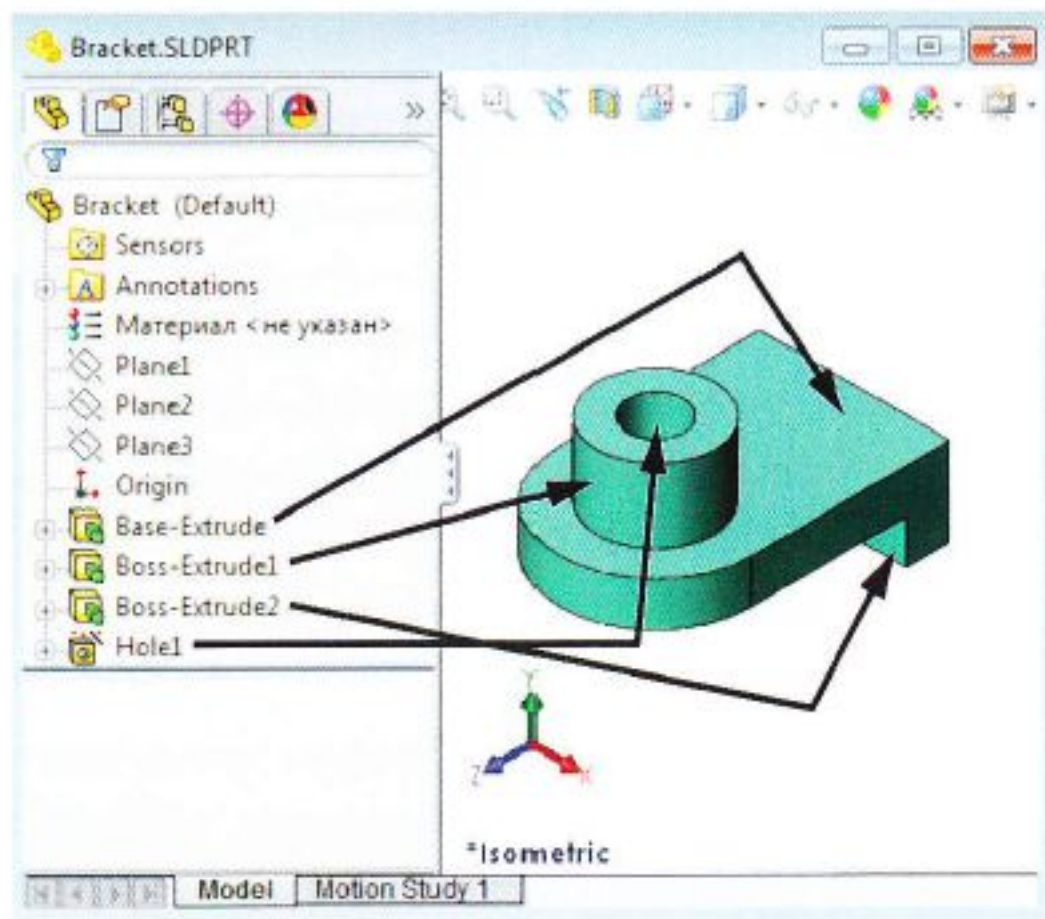 Bracket.SLDPRT
»
Bracket (Default)
Sensors
Annotations
Материал <не указан>
Plane1
Plane2
Plane3
Origin
Base-Extrude
Boss-Extrude1
Boss-Extrude2
Hole1
Y
Z
X
*Isometric
Model
Motion Study 1